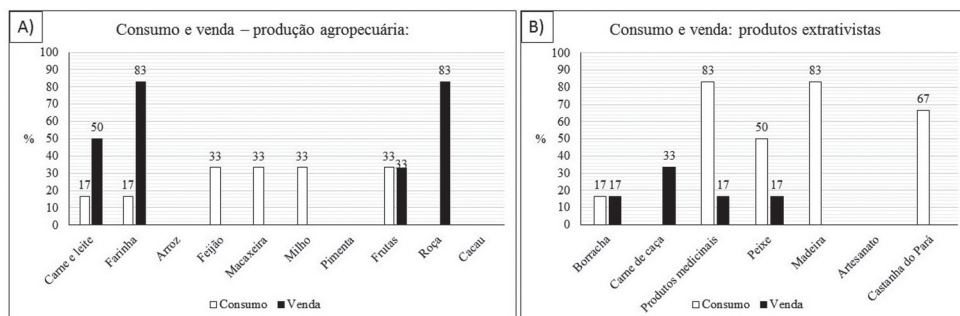 A)
Consumo e venda – produção agropecuária:
100
90
80
70
60
50
40
30
20
10
0
%
17
50
17
83
33
33
33
33
33
83
Carne e leite
Farinha
Arroz
Feijão
Macaxeira
Milho
Pimenta
Frutas
Roça
Cacau
Consumo Venda
B)
Consumo e venda: produtos extrativistas
100
90
80
70
60
50
40
30
20
10
0
%
17 17
33
83
17
50
17
83
67
Borracha
Carne de caça
Produtos medicinais
Peixe
Madeira
Artesanato
Castanha do Pará
Consumo Venda